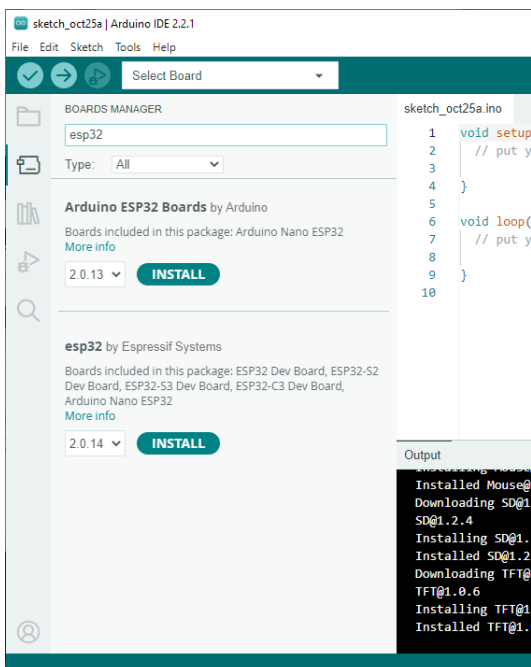 sketch_oct25a | Arduino IDE 2.2.1
File Edit Sketch Tools Help
Select Board
BOARDS MANAGER
esp32
Type: All
Arduino ESP32 Boards by Arduino
Boards included in this package: Arduino Nano ESP32
More info
2.0.13 INSTALL
esp32 by Espressif Systems
Boards included in this package: ESP32 Dev Board, ESP32-S2
Dev Board, ESP32-S3 Dev Board, ESP32-C3 Dev Board,
Arduino Nano ESP32
More info
2.0.14 INSTALL
sketch_oct25a.ino
1 void setup
2 // put y
3
4 }
5
6 void loop(
7 // put y
8
9 }
10
Output
Installing Mouse@
Installed Mouse@
Downloading SD@1
SD@1.2.4
Installing SD@1.
Installed SD@1.2
Downloading TFT@
TFT@1.0.6
Installing TFT@1
Installed TFT@1.